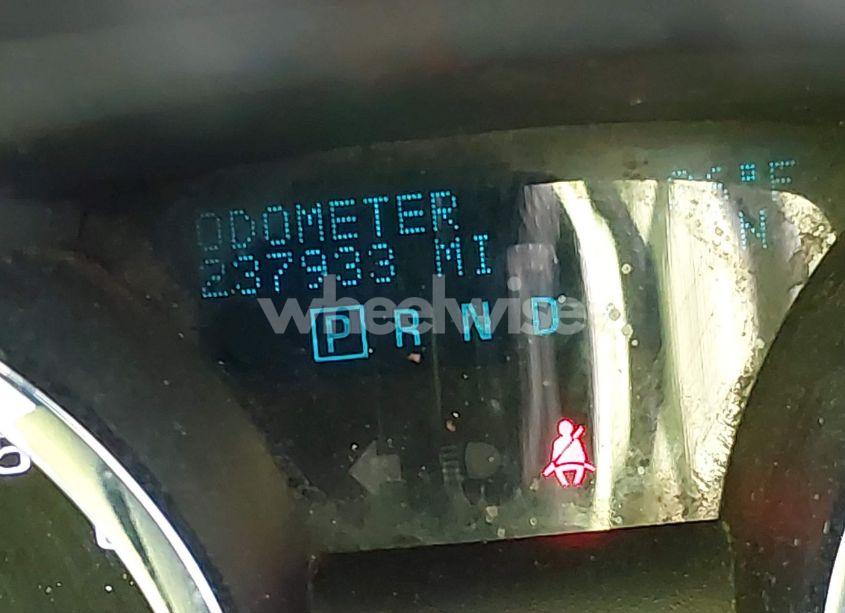 ODOMETER
237933 MI
N
P R N D
wheelwise